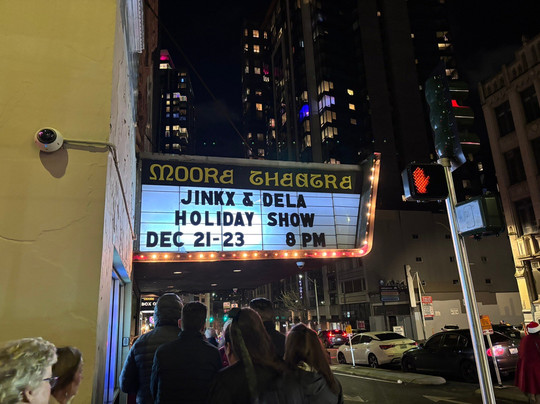 MOORE THEATRE
JINKX & DELA
HOLIDAY SHOW
DEC 21-23 8 PM